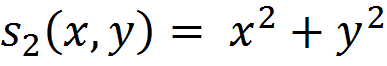 s₂(x, y) = x² + y²